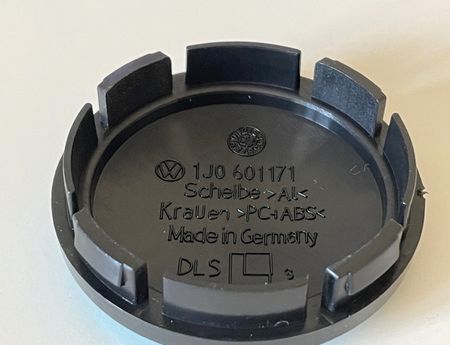 1J0 601171
Scheibe >Al<
Krallen >PC+ABS<
Made in Germany
DLS s